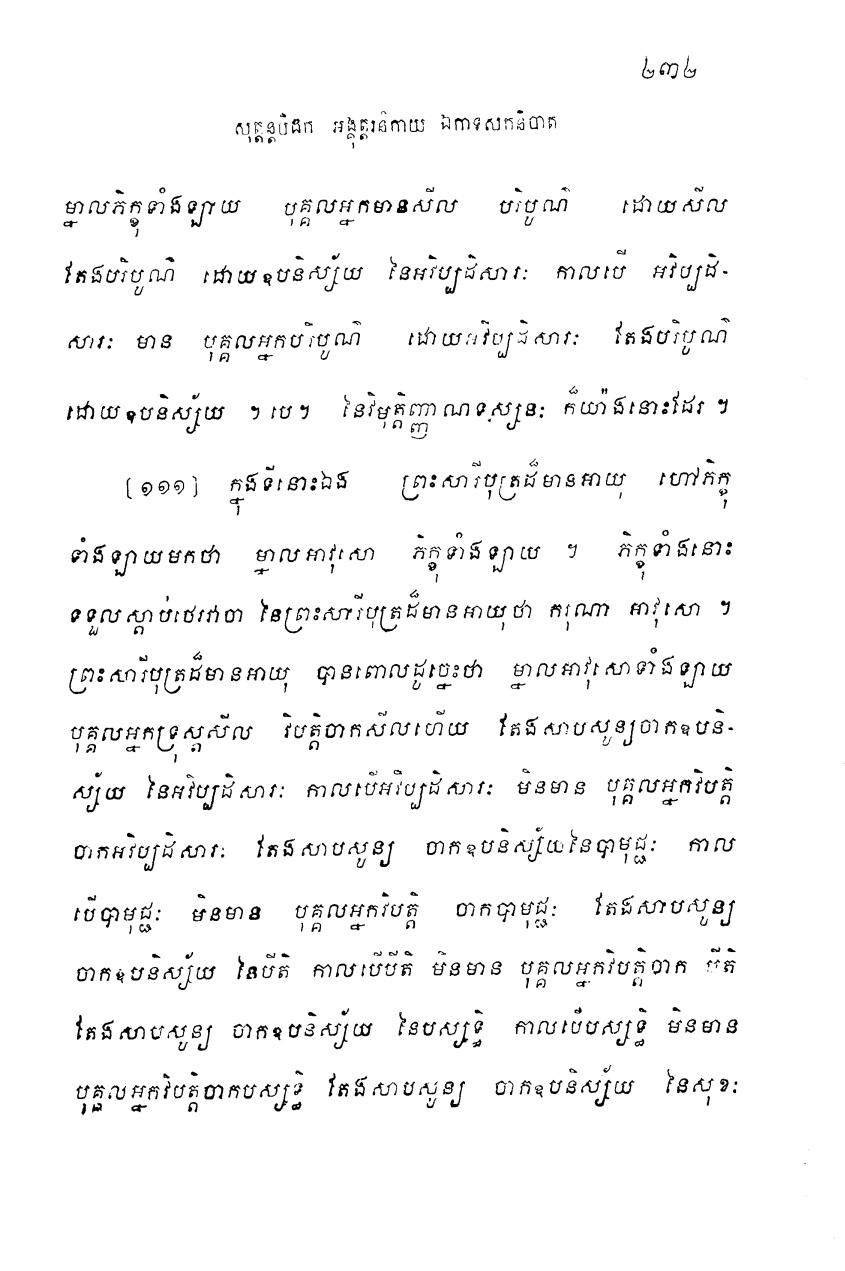 ២៣២
សុត្តន្តបិដក អង្គុត្តរនិកាយ ឯកាទសកនិបាត
ម្នាលភិក្ខុទាំងឡាយ បុគ្គលអ្នកមានសីល បរិបូណ៌ ដោយសីល
តែងបរិបូណ៌ ដោយឧបនិស្ស័យ នៃអវិប្បដិសារៈ កាលបើ អវិប្បដិ-
សារៈ មាន បុគ្គលអ្នកបរិបូណ៌ ដោយអវិប្បដិសារៈ តែងបរិបូណ៌
ដោយឧបនិស្ស័យ ។ បេ។ នៃវិមុត្តិញ្ញាណទស្សនៈ ក៏យ៉ាងនោះដែរ ។
[១១១] ក្នុងទីនោះឯង ព្រះសារីបុត្រដ៏មានអាយុ ហៅភិក្ខុ
ទាំងឡាយមកថា ម្នាលអាវុសោ ភិក្ខុទាំងឡាយ ។ ភិក្ខុទាំងនោះ
ទទួលស្តាប់ថេរវាចា នៃព្រះសារីបុត្រដ៏មានអាយុថា ករុណា អាវុសោ ។
ព្រះសារីបុត្រដ៏មានអាយុ បានពោលដូច្នេះថា ម្នាលអាវុសោទាំងឡាយ
បុគ្គលអ្នកទ្រុស្តសីល វិបត្តិចាកសីលហើយ តែងសាបសូន្យចាកឧបនិ-
ស្ស័យ នៃអវិប្បដិសារៈ កាលបើអវិប្បដិសារៈ មិនមាន បុគ្គលអ្នកវិបត្តិ
ចាកអវិប្បដិសារៈ តែងសាបសូន្យ ចាកឧបនិស្ស័យនៃបាមុជ្ជៈ កាល
បើបាមុជ្ជៈ មិនមាន បុគ្គលអ្នកវិបត្តិ ចាកបាមុជ្ជៈ តែងសាបសូន្យ
ចាកឧបនិស្ស័យ នៃបីតិ កាលបើបីតិ មិនមាន បុគ្គលអ្នកវិបត្តិចាក បីតិ
តែងសាបសូន្យ ចាកឧបនិស្ស័យ នៃបស្សទ្ធិ កាលបើបស្សទ្ធិ មិនមាន
បុគ្គលអ្នកវិបត្តិចាកបស្សទ្ធិ តែងសាបសូន្យ ចាកឧបនិស្ស័យ នៃសុខៈ